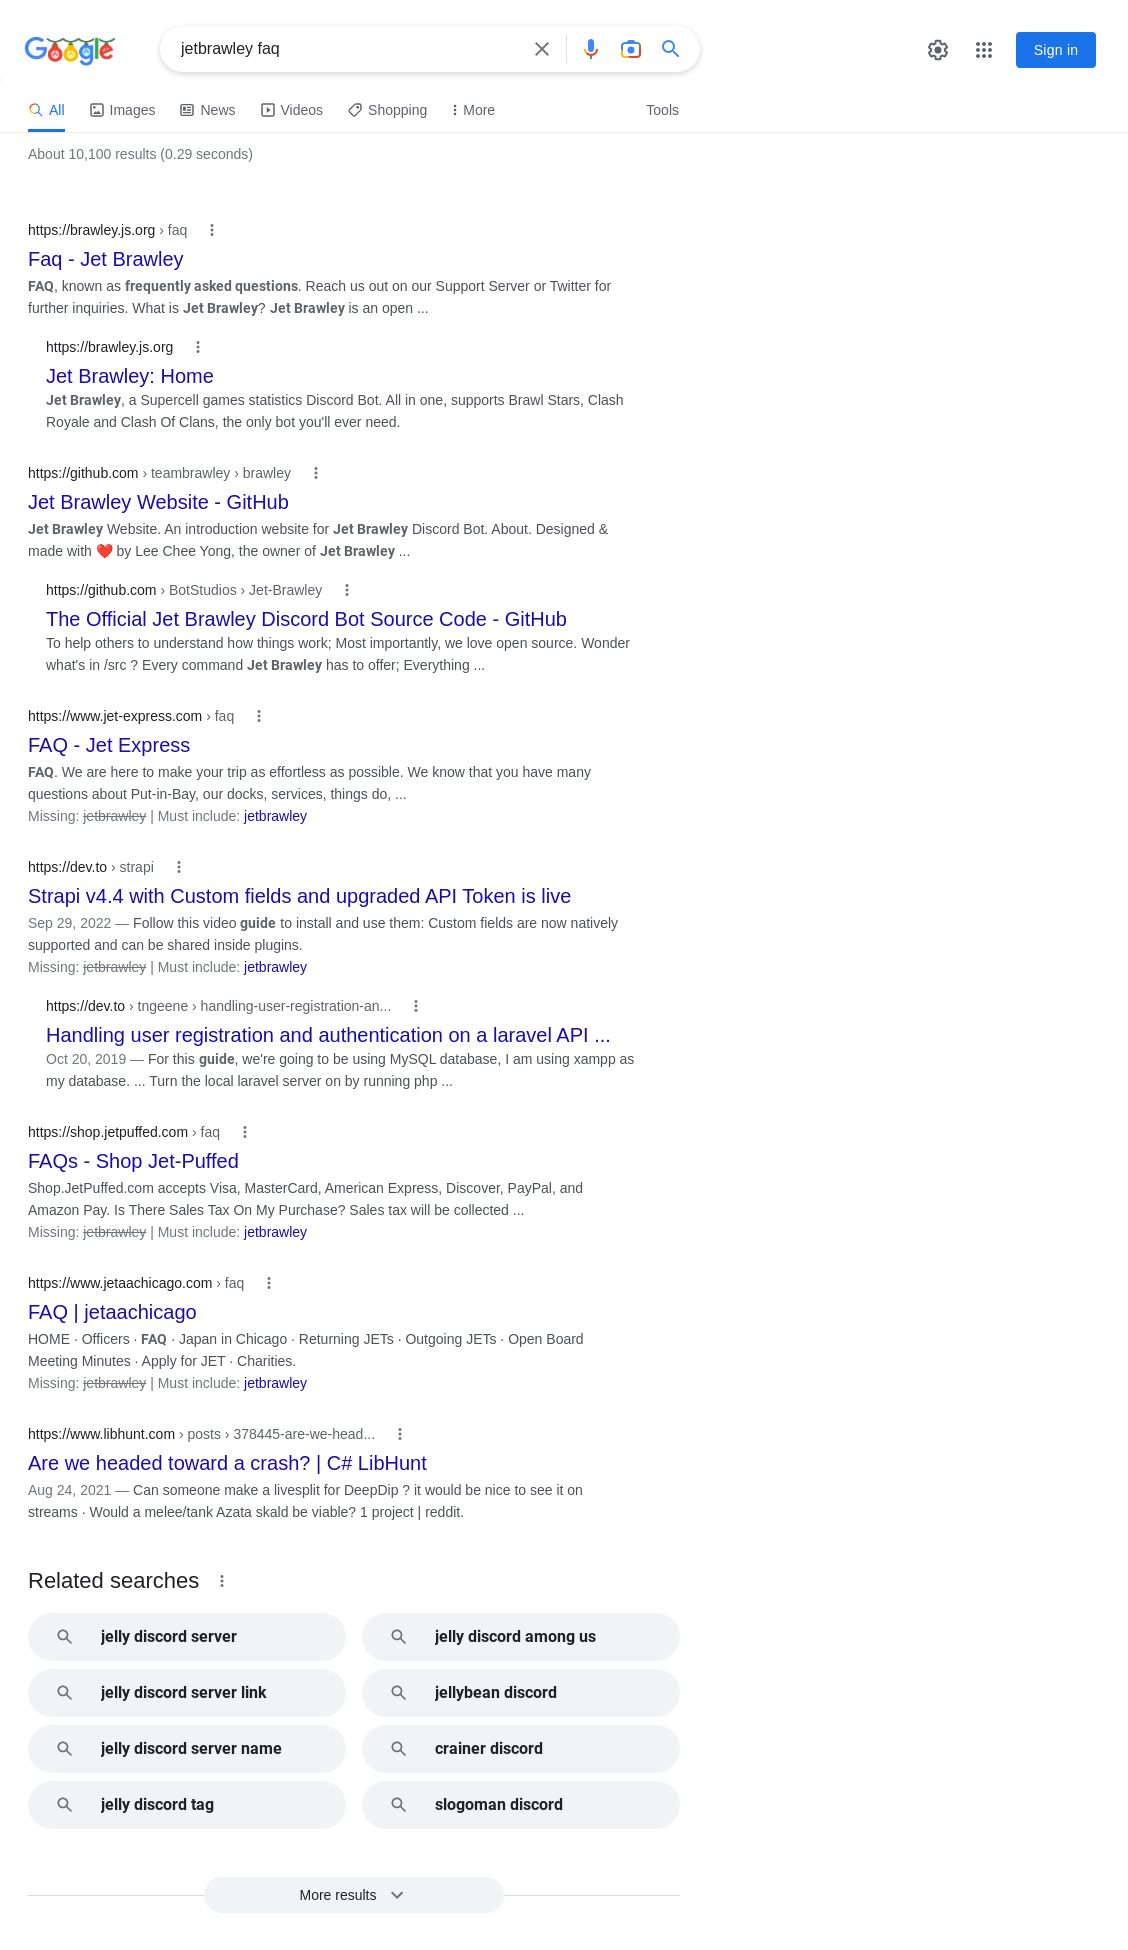 Google
jetbrawley faq
Sign in
All Images News Videos Shopping More Tools
About 10,100 results (0.29 seconds)
https://brawley.js.org › faq
Faq - Jet Brawley
FAQ, known as frequently asked questions. Reach us out on our Support Server or Twitter for
further inquiries. What is Jet Brawley? Jet Brawley is an open ...
https://brawley.js.org
Jet Brawley: Home
Jet Brawley, a Supercell games statistics Discord Bot. All in one, supports Brawl Stars, Clash
Royale and Clash Of Clans, the only bot you'll ever need.
https://github.com › teambrawley › brawley
Jet Brawley Website - GitHub
Jet Brawley Website. An introduction website for Jet Brawley Discord Bot. About. Designed &
made with ❤️ by Lee Chee Yong, the owner of Jet Brawley ...
https://github.com › BotStudios › Jet-Brawley
The Official Jet Brawley Discord Bot Source Code - GitHub
To help others to understand how things work; Most importantly, we love open source. Wonder
what's in /src ? Every command Jet Brawley has to offer; Everything ...
https://www.jet-express.com › faq
FAQ - Jet Express
FAQ. We are here to make your trip as effortless as possible. We know that you have many
questions about Put-in-Bay, our docks, services, things do, ...
Missing: jetbrawley | Must include: jetbrawley
https://dev.to › strapi
Strapi v4.4 with Custom fields and upgraded API Token is live
Sep 29, 2022 — Follow this video guide to install and use them: Custom fields are now natively
supported and can be shared inside plugins.
Missing: jetbrawley | Must include: jetbrawley
https://dev.to › tngeene › handling-user-registration-an...
Handling user registration and authentication on a laravel API ...
Oct 20, 2019 — For this guide, we're going to be using MySQL database, I am using xampp as
my database. ... Turn the local laravel server on by running php ...
https://shop.jetpuffed.com › faq
FAQs - Shop Jet-Puffed
Shop.JetPuffed.com accepts Visa, MasterCard, American Express, Discover, PayPal, and
Amazon Pay. Is There Sales Tax On My Purchase? Sales tax will be collected ...
Missing: jetbrawley | Must include: jetbrawley
https://www.jetaachicago.com › faq
FAQ | jetaachicago
HOME · Officers · FAQ · Japan in Chicago · Returning JETs · Outgoing JETs · Open Board
Meeting Minutes · Apply for JET · Charities.
Missing: jetbrawley | Must include: jetbrawley
https://www.libhunt.com › posts › 378445-are-we-head...
Are we headed toward a crash? | C# LibHunt
Aug 24, 2021 — Can someone make a livesplit for DeepDip ? it would be nice to see it on
streams · Would a melee/tank Azata skald be viable? 1 project | reddit.
Related searches
jelly discord server
jelly discord among us
jelly discord server link
jellybean discord
jelly discord server name
crainer discord
jelly discord tag
slogoman discord
More results